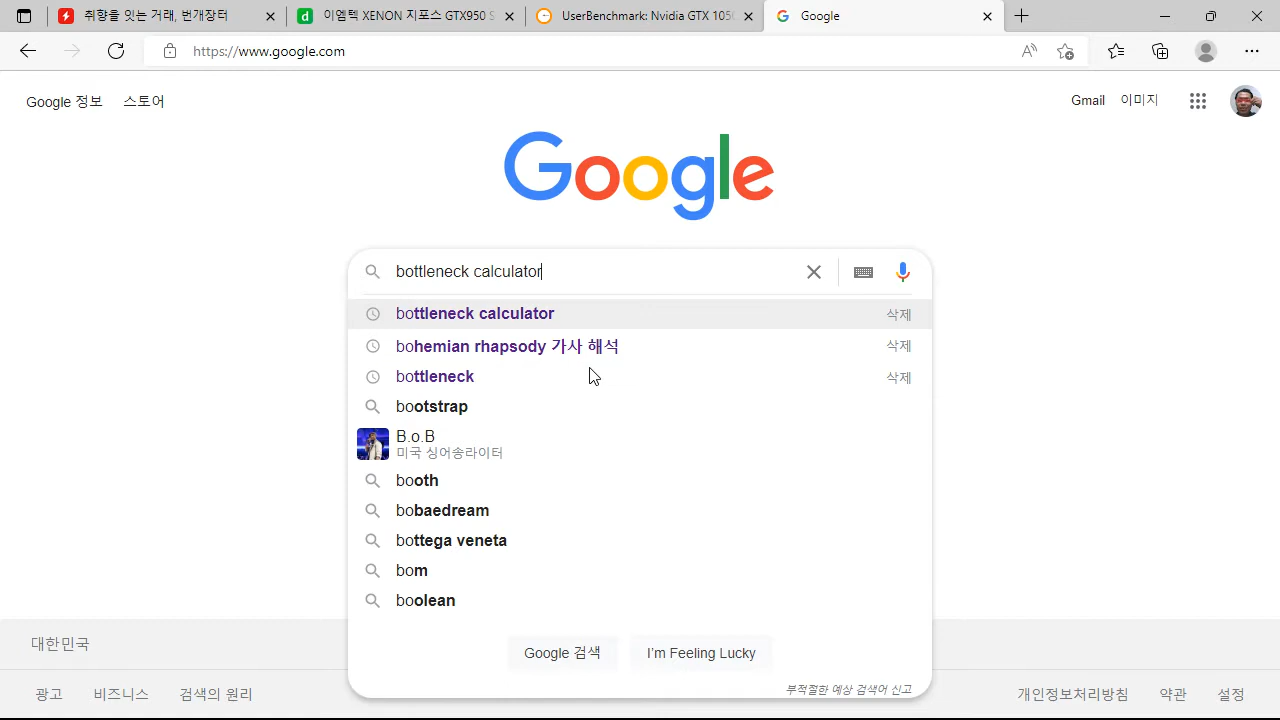 취향을 잇는 거래, 번개장터
이엠텍 XENON 지포스 GTX950 S
UserBenchmark: Nvidia GTX 105
Google
https://www.google.com
Google 정보 스토어
Gmail 이미지
Google
bottleneck calculator
bottleneck calculator 삭제
bohemian rhapsody 가사 해석 삭제
bottleneck 삭제
bootstrap
B.o.B
미국 싱어송라이터
booth
bobaedream
bottega veneta
bom
boolean
Google 검색 I'm Feeling Lucky
부적절한 예상 검색어 신고
대한민국
광고 비즈니스 검색의 원리
개인정보처리방침 약관 설정